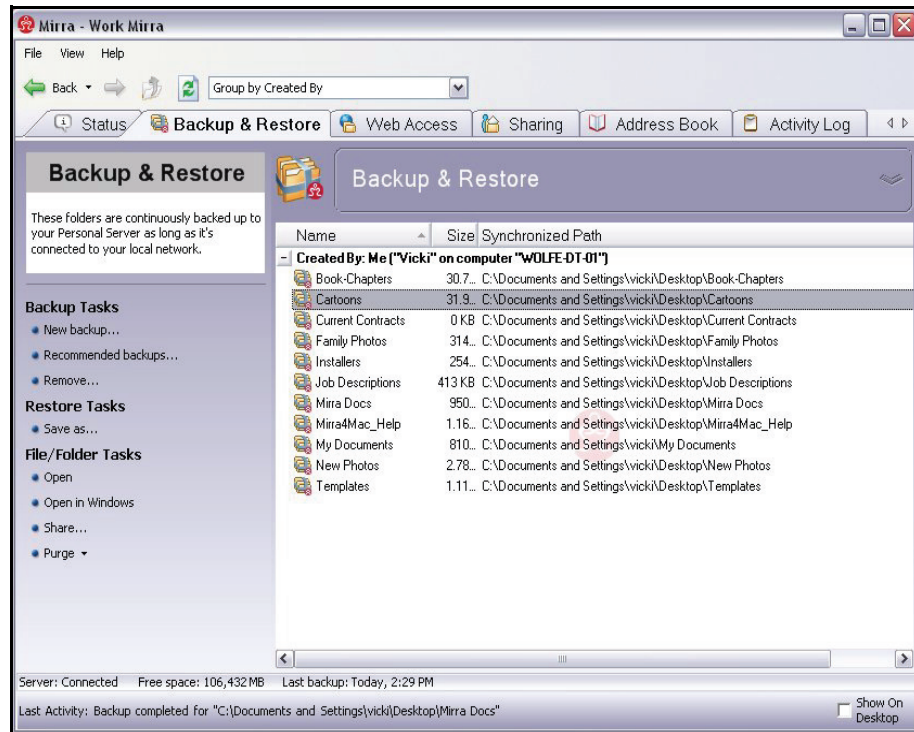 Mirra - Work Mirra
File View Help
Back Group by Created By
Status Backup & Restore Web Access Sharing Address Book Activity Log
Backup & Restore
These folders are continuously backed up to
your Personal Server as long as it's
connected to your local network.
Backup Tasks
New backup...
Recommended backups...
Remove...
Restore Tasks
Save as...
File/Folder Tasks
Open
Open in Windows
Share...
Purge
Backup & Restore
Name Size Synchronized Path
Created By: Me ("Vicki" on computer "WOLFE-DT-01")
Book-Chapters 30.7... C:\Documents and Settings\vicki\Desktop\Book-Chapters
Cartoons 31.9... C:\Documents and Settings\vicki\Desktop\Cartoons
Current Contracts 0 KB C:\Documents and Settings\vicki\Desktop\Current Contracts
Family Photos 314... C:\Documents and Settings\vicki\Desktop\Family Photos
Installers 254... C:\Documents and Settings\vicki\Desktop\Installers
Job Descriptions 413 KB C:\Documents and Settings\vicki\Desktop\Job Descriptions
Mirra Docs 950... C:\Documents and Settings\vicki\Desktop\Mirra Docs
Mirra4Mac_Help 1.16... C:\Documents and Settings\vicki\Desktop\Mirra4Mac_Help
My Documents 810... C:\Documents and Settings\vicki\My Documents
New Photos 2.78... C:\Documents and Settings\vicki\Desktop\New Photos
Templates 1.11... C:\Documents and Settings\vicki\Desktop\Templates
Server: Connected Free space: 106,432 MB Last backup: Today, 2:29 PM
Last Activity: Backup completed for "C:\Documents and Settings\vicki\Desktop\Mirra Docs"
Show On
Desktop